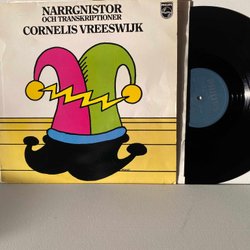 NARRGNISTOR
OCH TRANSKRIPTIONER
CORNELIS VREESWIJK
PHILIPS